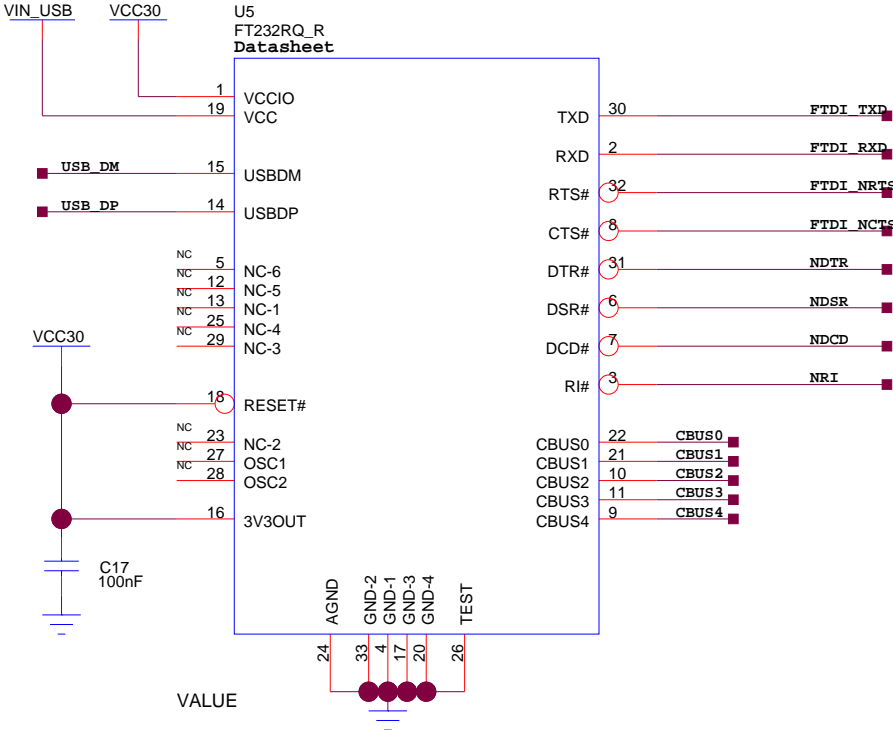 VIN_USB
VCC30
U5
FT232RQ_R
Datasheet
1
VCCIO
19
VCC
USB_DM
15
USBDM
USB_DP
14
USBDP
NC
5
NC-6
NC
12
NC-5
NC
13
NC-1
NC
25
NC-4
NC
29
NC-3
VCC30
18
RESET#
NC
23
NC-2
NC
27
OSC1
NC
28
OSC2
16
3V3OUT
C17
100nF
TXD
30
FTDI_TXD
RXD
2
FTDI_RXD
RTS#
32
FTDI_NRTS
CTS#
8
FTDI_NCTS
DTR#
31
NDTR
DSR#
6
NDSR
DCD#
7
NDCD
RI#
3
NRI
CBUS0
22
CBUS0
CBUS1
21
CBUS1
CBUS2
10
CBUS2
CBUS3
11
CBUS3
CBUS4
9
CBUS4
AGND
GND-2
GND-1
GND-3
GND-4
TEST
24
33
4
17
20
26
VALUE